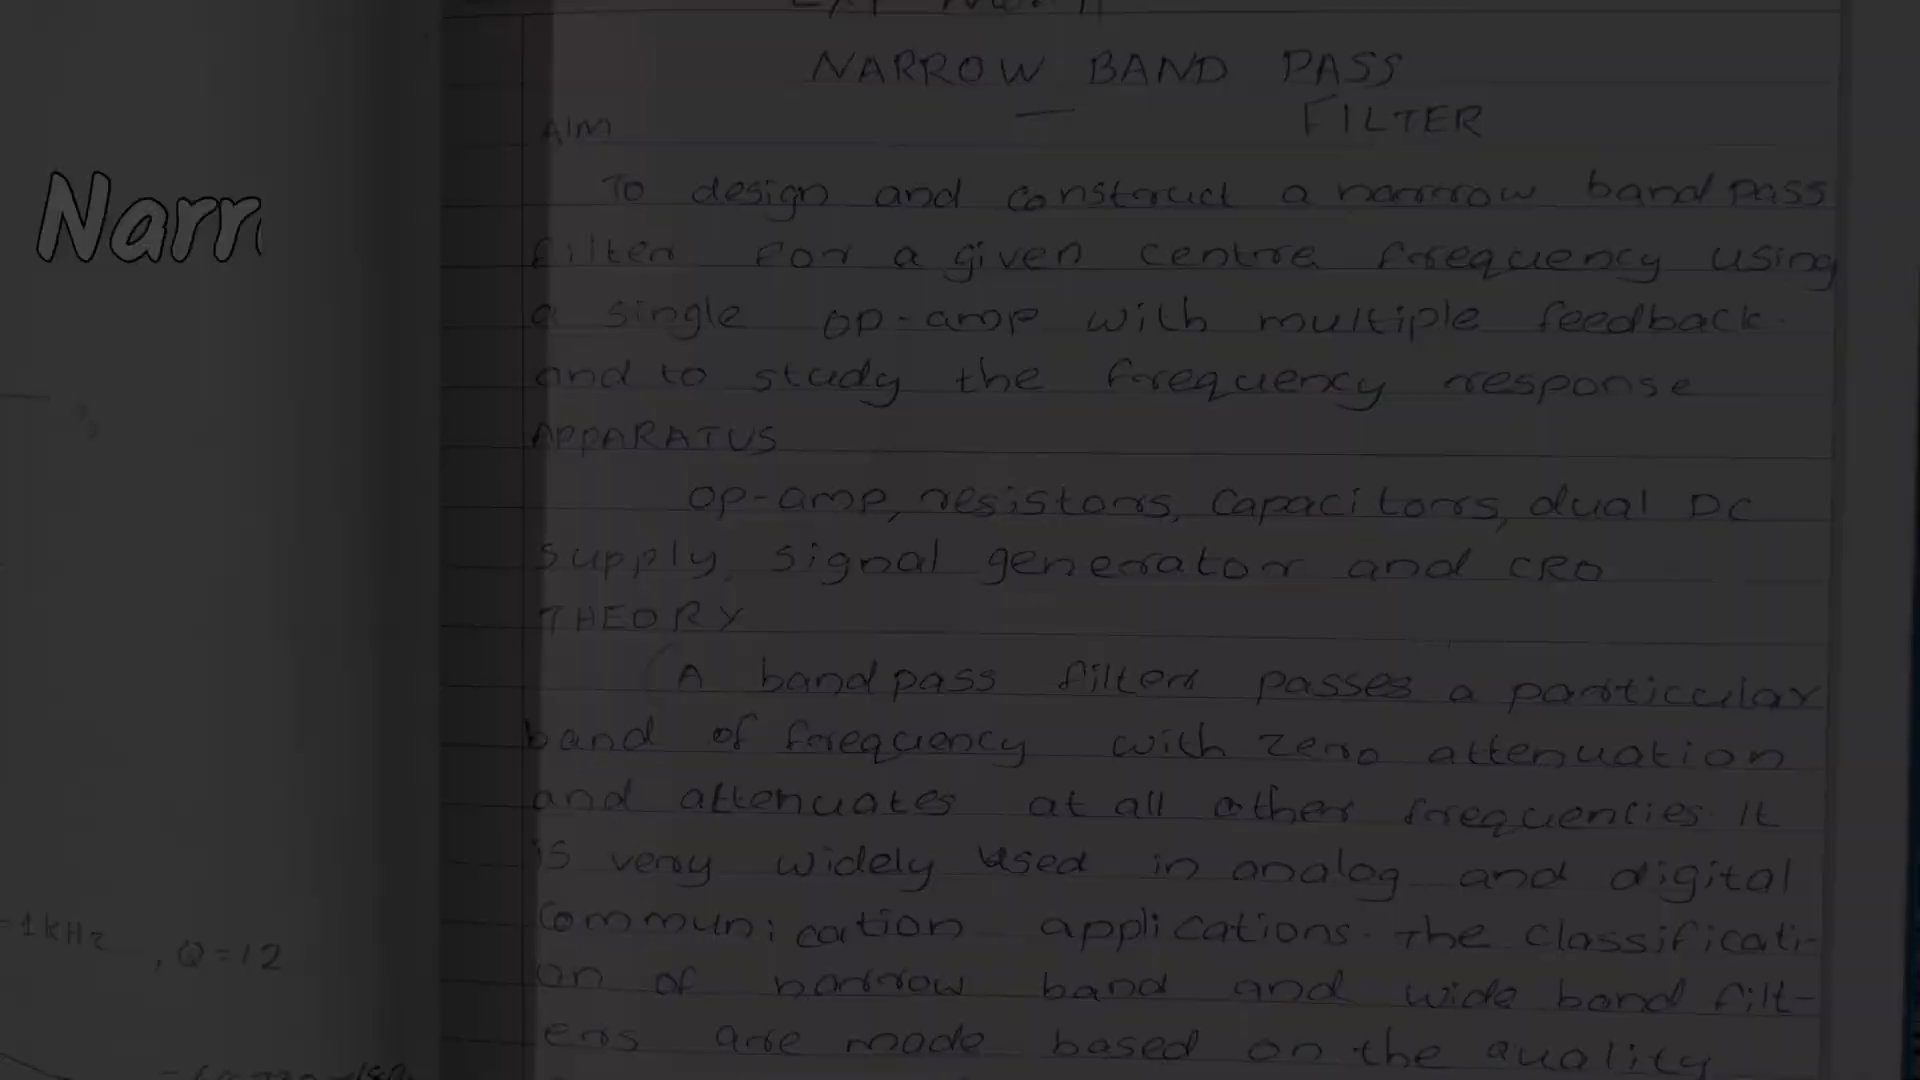 NARROW BAND PASS
FILTER
AIM
To design and construct a narrow band pass
filter for a given centre frequency using
a single op-amp with multiple feedback.
and to study the frequency response
APPARATUS
Op-amp, resistors, capacitors, dual DC
supply, signal generator and CRO
THEORY
A band pass filter passes a particular
band of frequency with zero attenuation
and attenuates at all other frequencies. It
is very widely used in analog and digital
communication applications. The classificati-
on of narrow band and wide band filt-
ers are made based on the quality
Narr
1kHz, Q=12